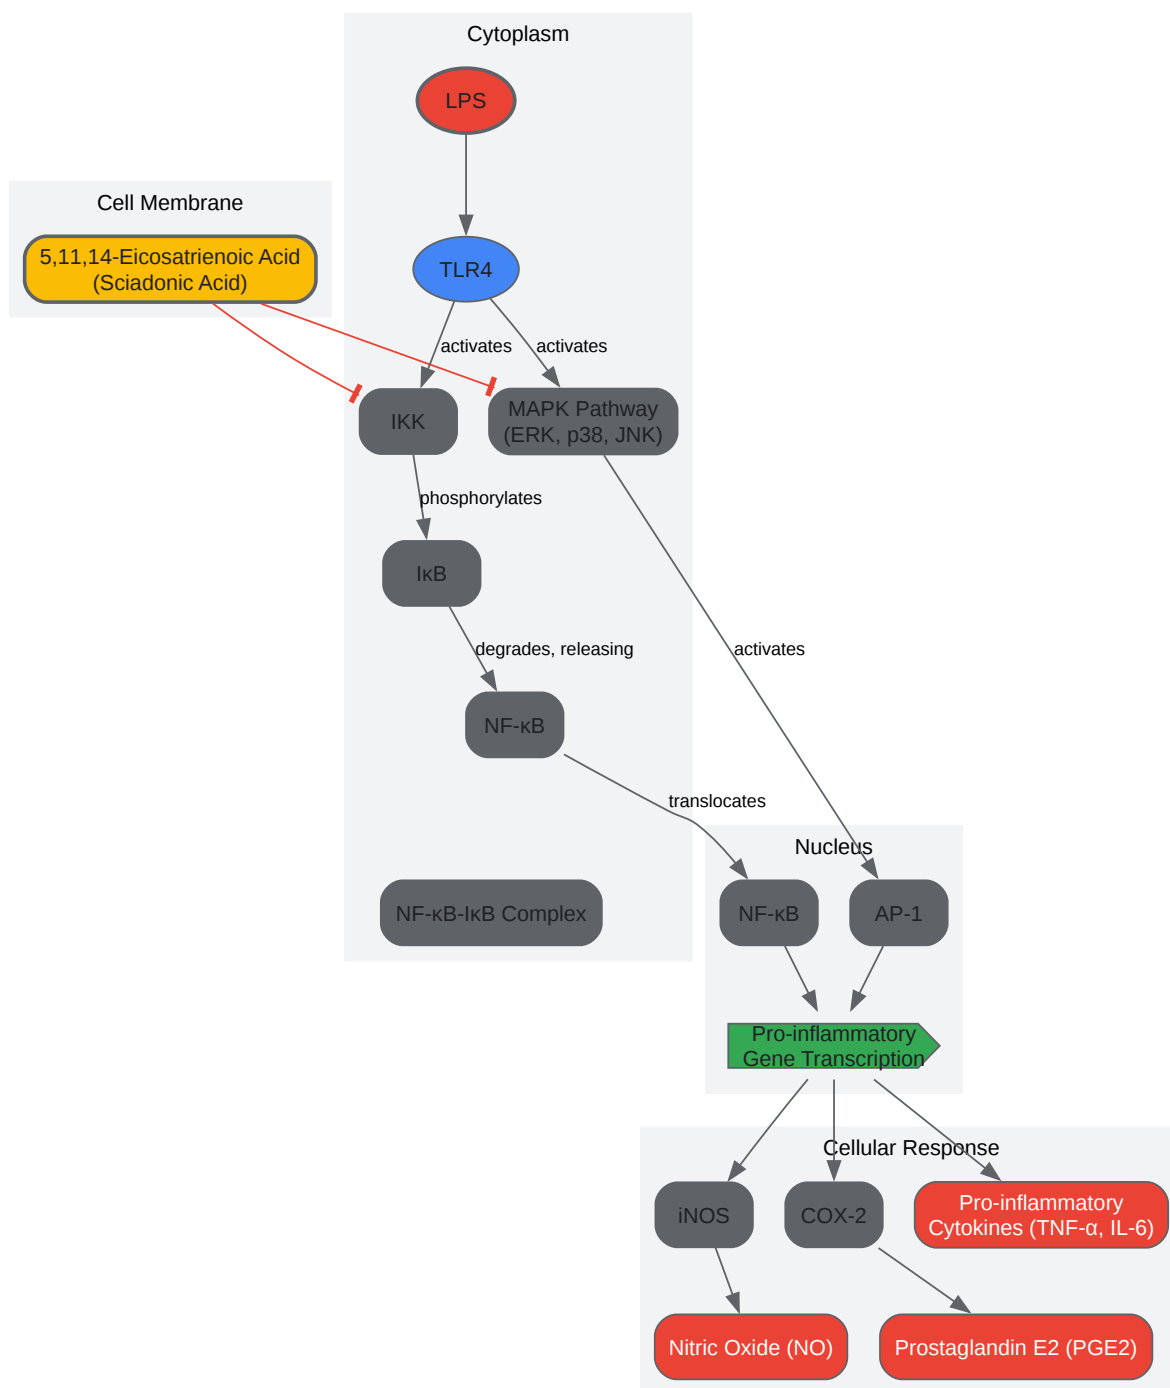 Cytoplasm
LPS
Cell Membrane
5,11,14-Eicosatrienoic Acid
(Sciadonic Acid)
TLR4
activates
activates
IKK
MAPK Pathway
(ERK, p38, JNK)
phosphorylates
IκB
degrades, releasing
activates
NF-κB
translocates
Nucleus
NF-κB-IκB Complex
NF-κB
AP-1
Pro-inflammatory
Gene Transcription
Cellular Response
iNOS
COX-2
Pro-inflammatory
Cytokines (TNF-α, IL-6)
Nitric Oxide (NO)
Prostaglandin E2 (PGE2)